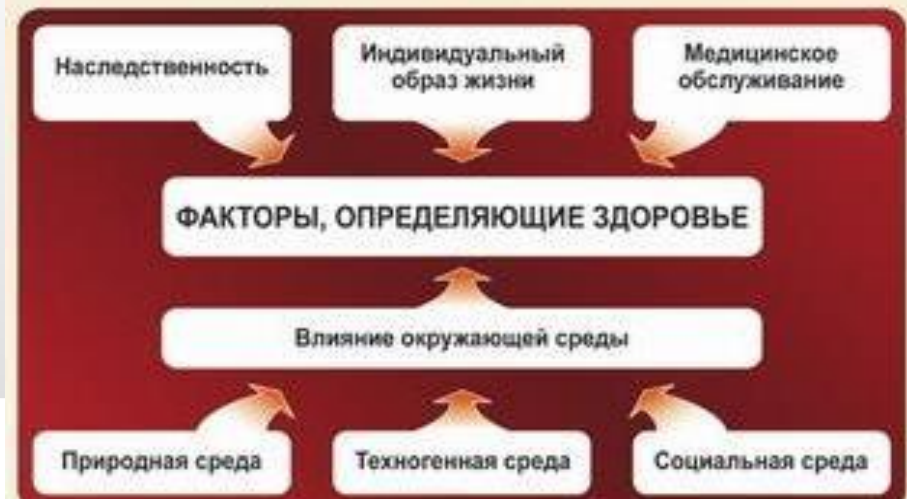 Наследственность
Индивидуальный
образ жизни
Медицинское
обслуживание
ФАКТОРЫ, ОПРЕДЕЛЯЮЩИЕ ЗДОРОВЬЕ
Влияние окружающей среды
Природная среда
Техногенная среда
Социальная среда